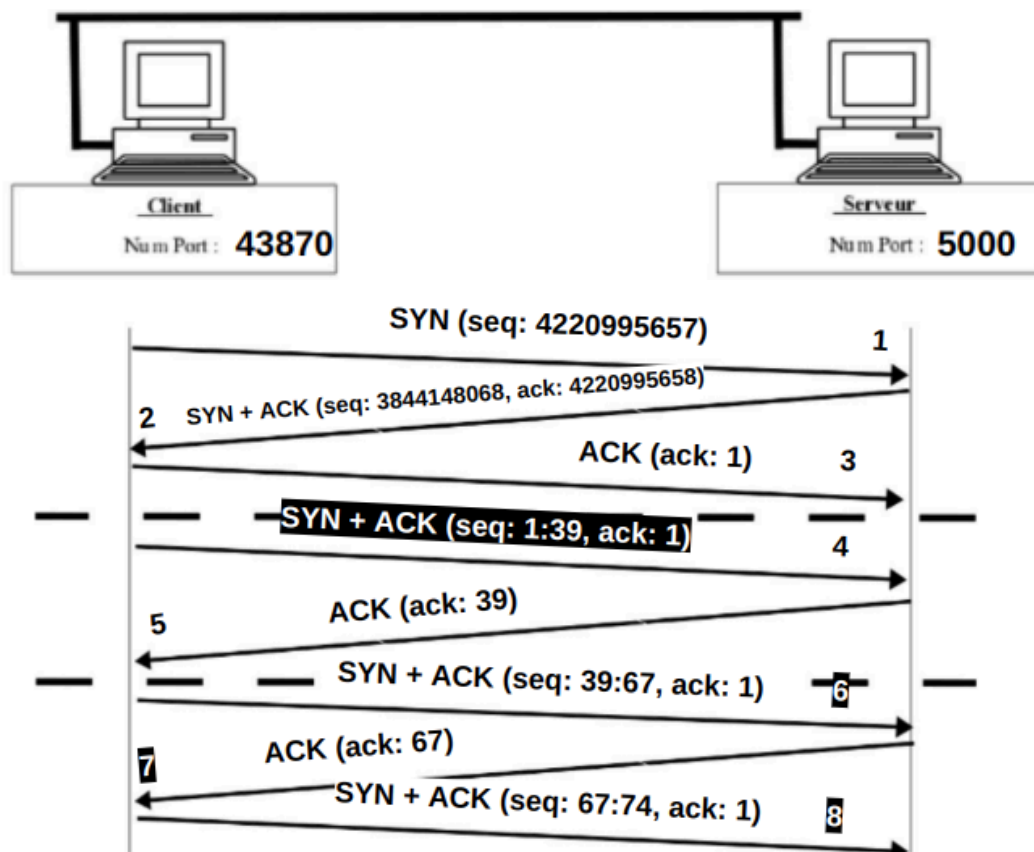 Client
Num Port : 43870
Serveur
Num Port : 5000
SYN (seq: 4220995657)
1
2
SYN + ACK (seq: 3844148068, ack: 4220995658)
ACK (ack: 1)
3
SYN + ACK (seq: 1:39, ack: 1)
4
5
ACK (ack: 39)
SYN + ACK (seq: 39:67, ack: 1)
6
7
ACK (ack: 67)
SYN + ACK (seq: 67:74, ack: 1)
8